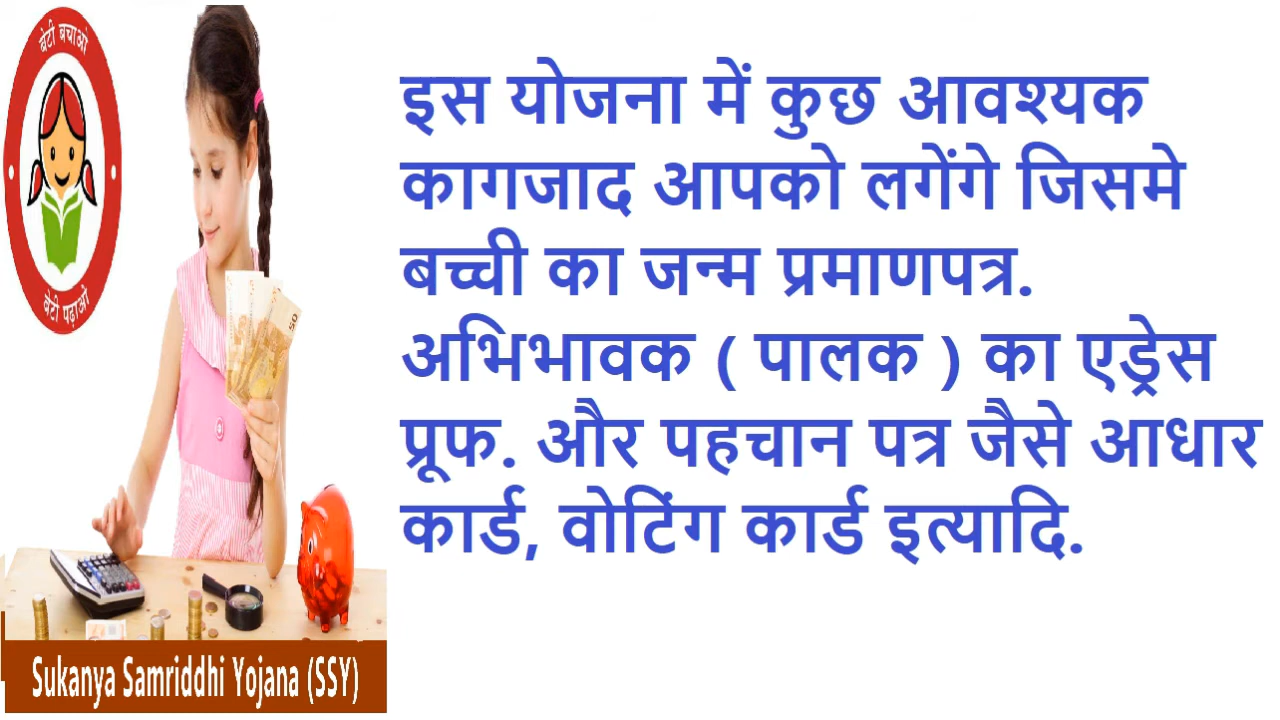 बेटी बचाओ
बेटी पढ़ाओ
इस योजना में कुछ आवश्यक
कागजाद आपको लगेंगे जिसमे
बच्ची का जन्म प्रमाणपत्र.
अभिभावक ( पालक ) का एड्रेस
प्रूफ. और पहचान पत्र जैसे आधार
कार्ड, वोटिंग कार्ड इत्यादि.
50
Sukanya Samriddhi Yojana (SSY)